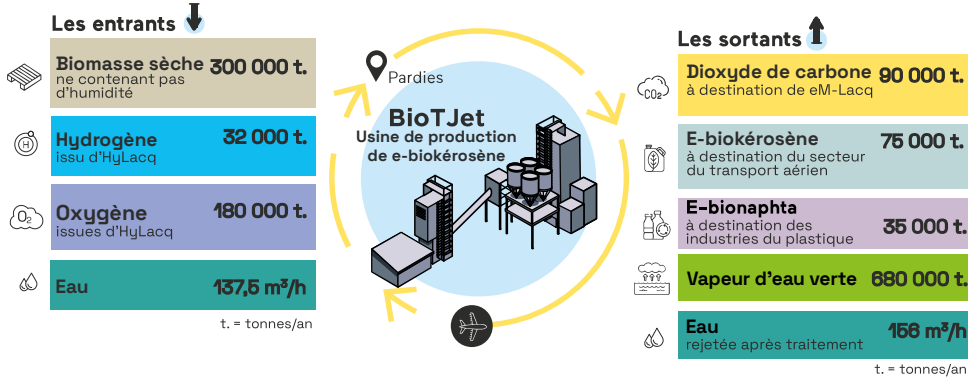 Les entrants
Biomasse sèche 300 000 t.
ne contenant pas
d'humidité
H
Hydrogène 32 000 t.
issu d'HyLacq
O2
Oxygène 180 000 t.
issues d'HyLacq
Eau 137,5 m³/h
t. = tonnes/an
Pardies
BioTJet
Usine de production
de e-biokérosène
Les sortants
CO2
Dioxyde de carbone 90 000 t.
à destination de eM-Lacq
E-biokérosène 75 000 t.
à destination du secteur
du transport aérien
E-bionaphta
à destination des 35 000 t.
industries du plastique
Vapeur d'eau verte 680 000 t.
Eau 156 m³/h
rejetée après traitement
t. = tonnes/an